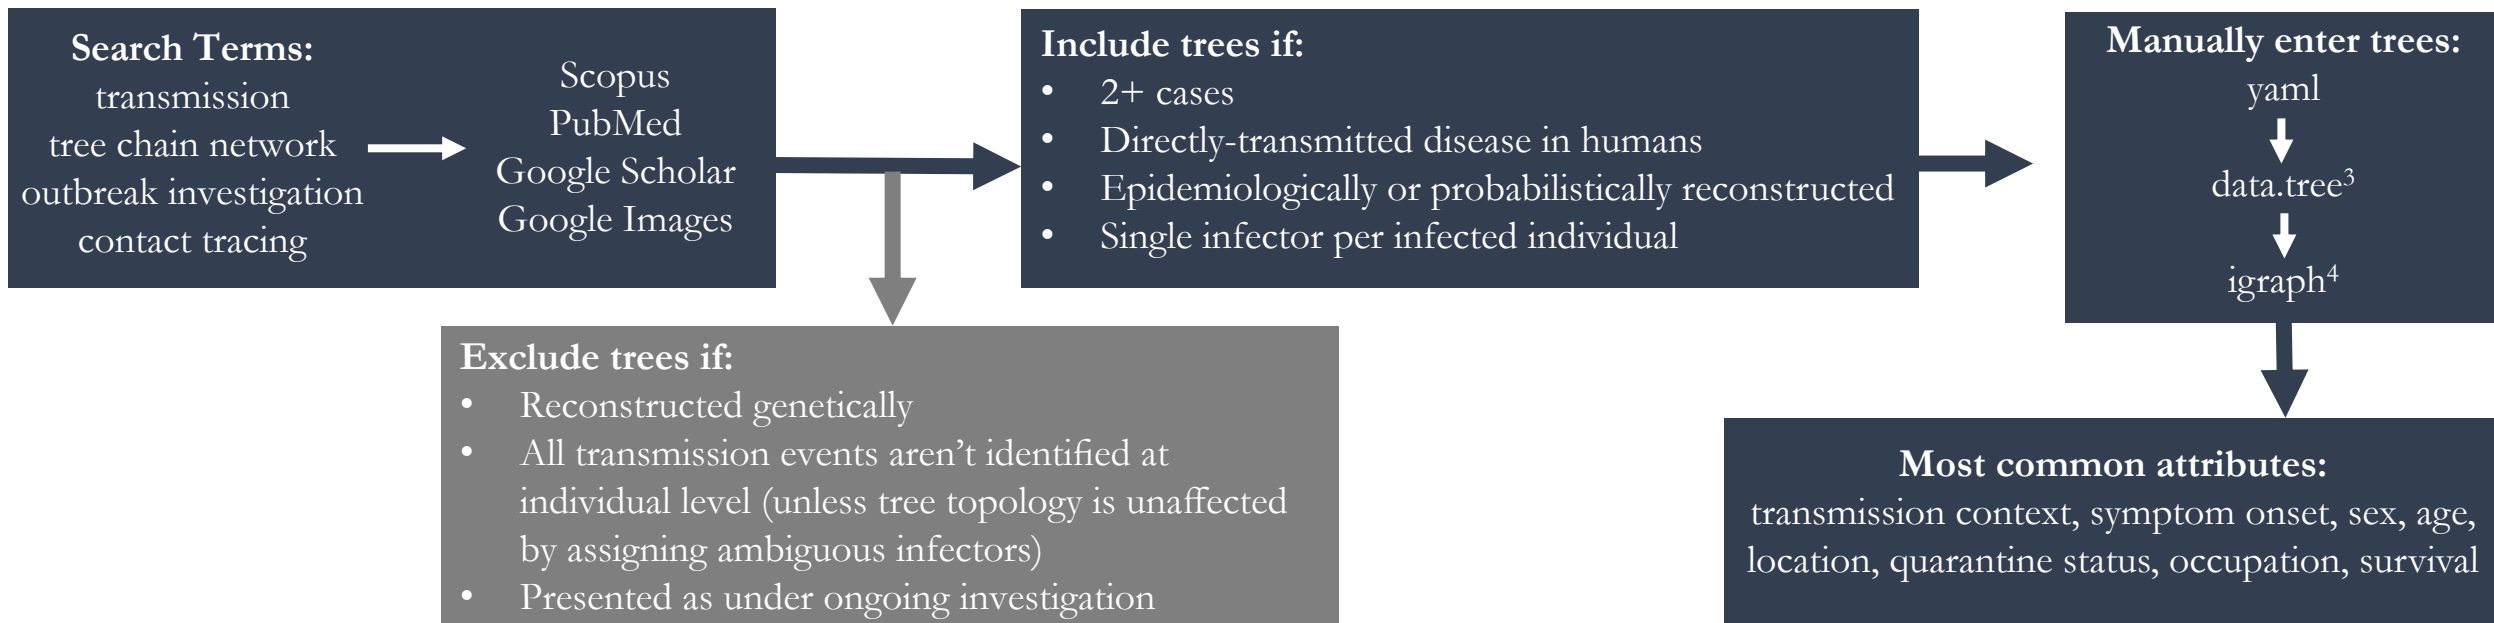 Search Terms:
transmission
tree chain network
outbreak investigation
contact tracing
Scopus
PubMed
Google Scholar
Google Images
Include trees if:
• 2+ cases
• Directly-transmitted disease in humans
• Epidemiologically or probabilistically reconstructed
• Single infector per infected individual
Manually enter trees:
yaml
data.tree³
igraph⁴
Exclude trees if:
• Reconstructed genetically
• All transmission events aren’t identified at
individual level (unless tree topology is unaffected
by assigning ambiguous infectors)
• Presented as under ongoing investigation
Most common attributes:
transmission context, symptom onset, sex, age,
location, quarantine status, occupation, survival